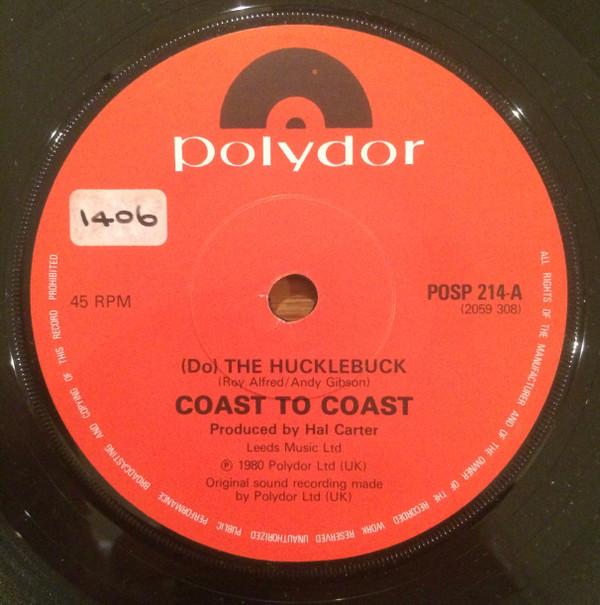 polydor
1406
45 RPM
POSP 214-A
(2059 308)
(Do) THE HUCKLEBUCK
(Roy Alfred/Andy Gibson)
COAST TO COAST
Produced by Hal Carter
Leeds Music Ltd
℗ 1980 Polydor Ltd (UK)
Original sound recording made
by Polydor Ltd (UK)
ALL RIGHTS OF THE MANUFACTURER AND OF THE OWNER OF THE RECORDED WORK RESERVED UNAUTHORIZED PUBLIC PERFORMANCE BROADCASTING AND COPYING OF THIS RECORD PROHIBITED